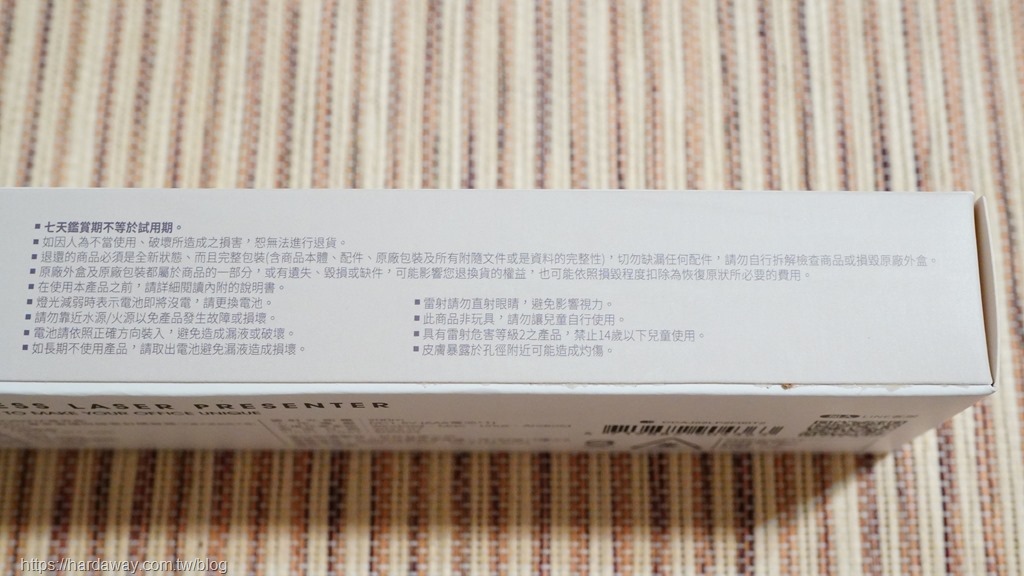 ■七天鑑賞期不等於試用期。
■如因人為不當使用、破壞所造成之損害，恕無法進行退貨。
■退還的商品必須是全新狀態、而且完整包裝(含商品本體、配件、原廠包裝及所有附隨文件或是資料的完整性)，切勿缺漏任何配件，請勿自行拆解檢查商品或損毀原廠外盒。
■原廠外盒及原廠包裝都屬於商品的一部分，或有遺失、毀損或缺件，可能影響您退換貨的權益，也可能依照損毀程度扣除為恢復原狀所必要的費用。
■在使用本產品之前，請詳細閱讀內附的說明書。
■燈光減弱時表示電池即將沒電，請更換電池。
■請勿靠近水源/火源以免產品發生故障或損壞。
■電池請依照正確方向裝入，避免造成漏液或破壞。
■如長期不使用產品，請取出電池避免漏液造成損壞。
■雷射請勿直射眼睛，避免影響視力。
■此商品非玩具，請勿讓兒童自行使用。
■具有雷射危害等級2之產品，禁止14歲以下兒童使用。
■皮膚暴露於孔徑附近可能造成灼傷。
ESS LASER PRESENTER
TO MAKE YOUR OFFICE UNIQUE
https://hardaway.com.tw/blog